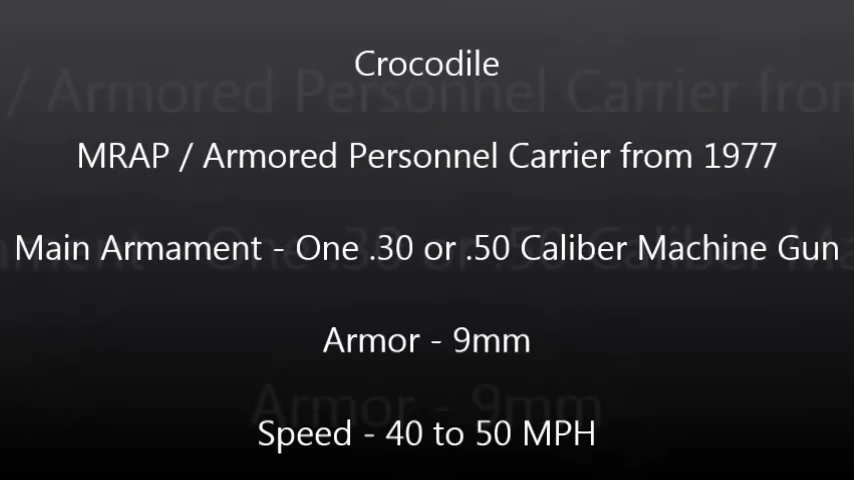 Crocodile
MRAP / Armored Personnel Carrier from 1977
Main Armament - One .30 or .50 Caliber Machine Gun
Armor - 9mm
Speed - 40 to 50 MPH